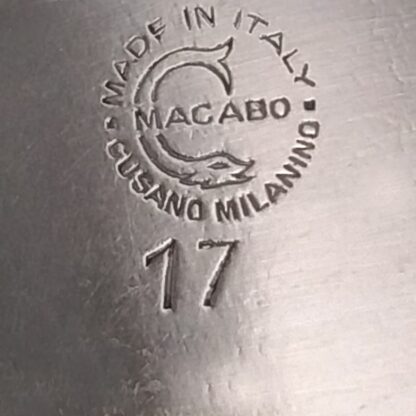 MADE IN ITALY
MACABO
CUSANO MILANINO
17